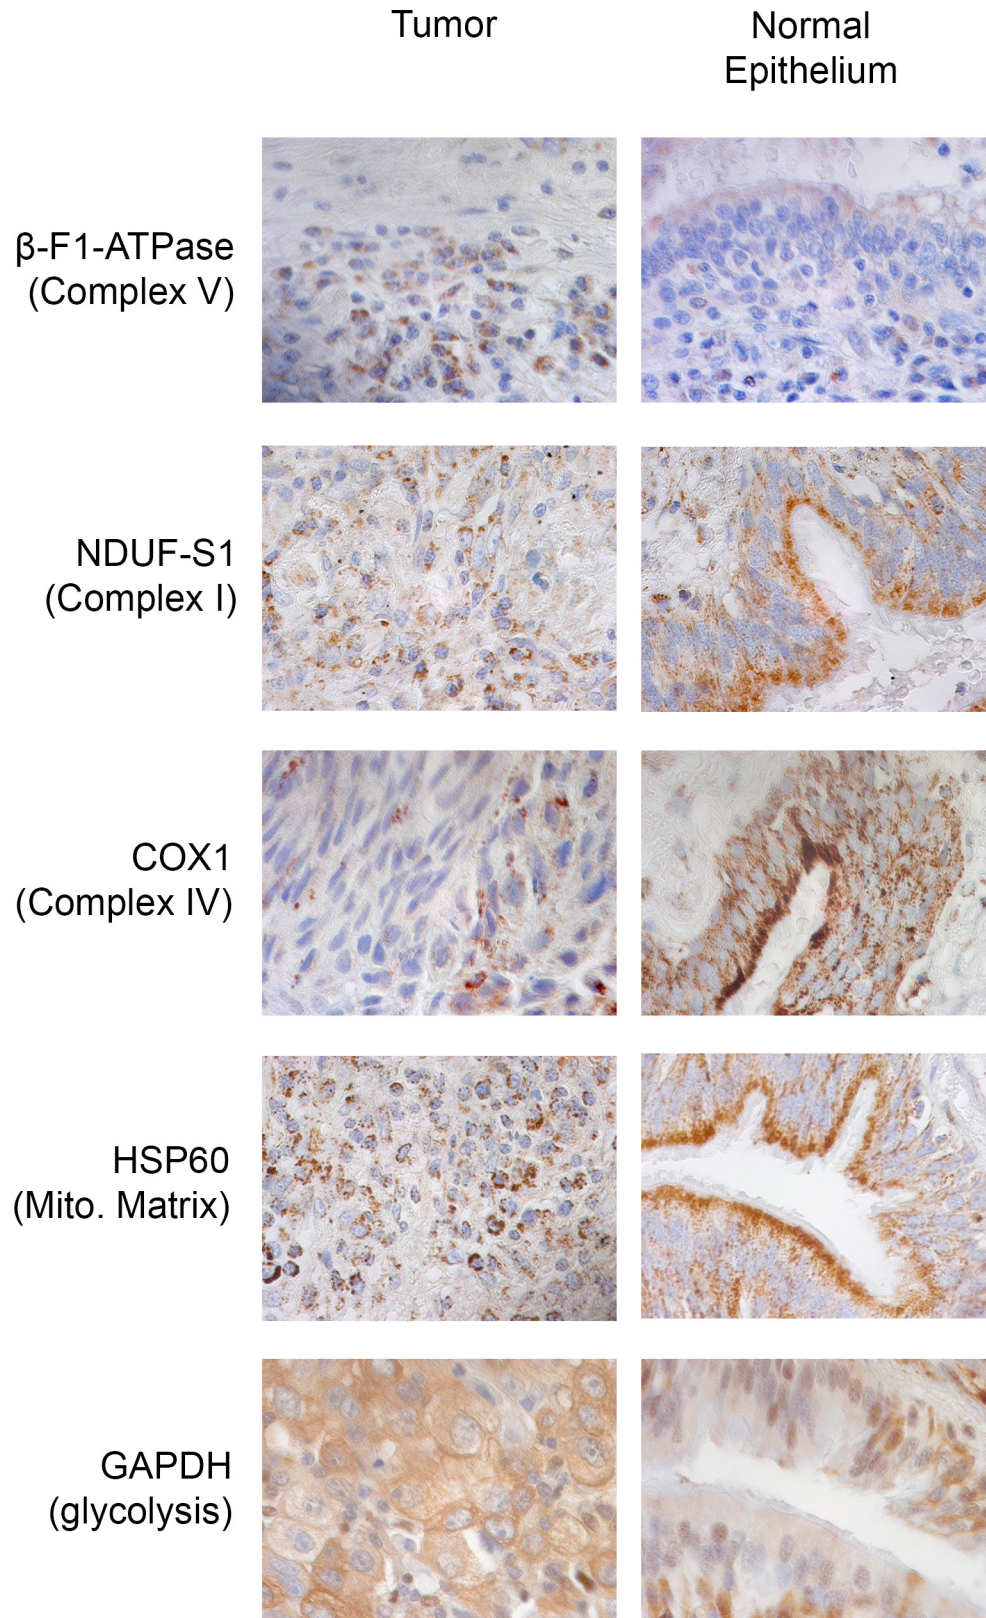 Tumor
Normal
Epithelium
β-F1-ATPase
(Complex V)
NDUF-S1
(Complex I)
COX1
(Complex IV)
HSP60
(Mito. Matrix)
GAPDH
(glycolysis)